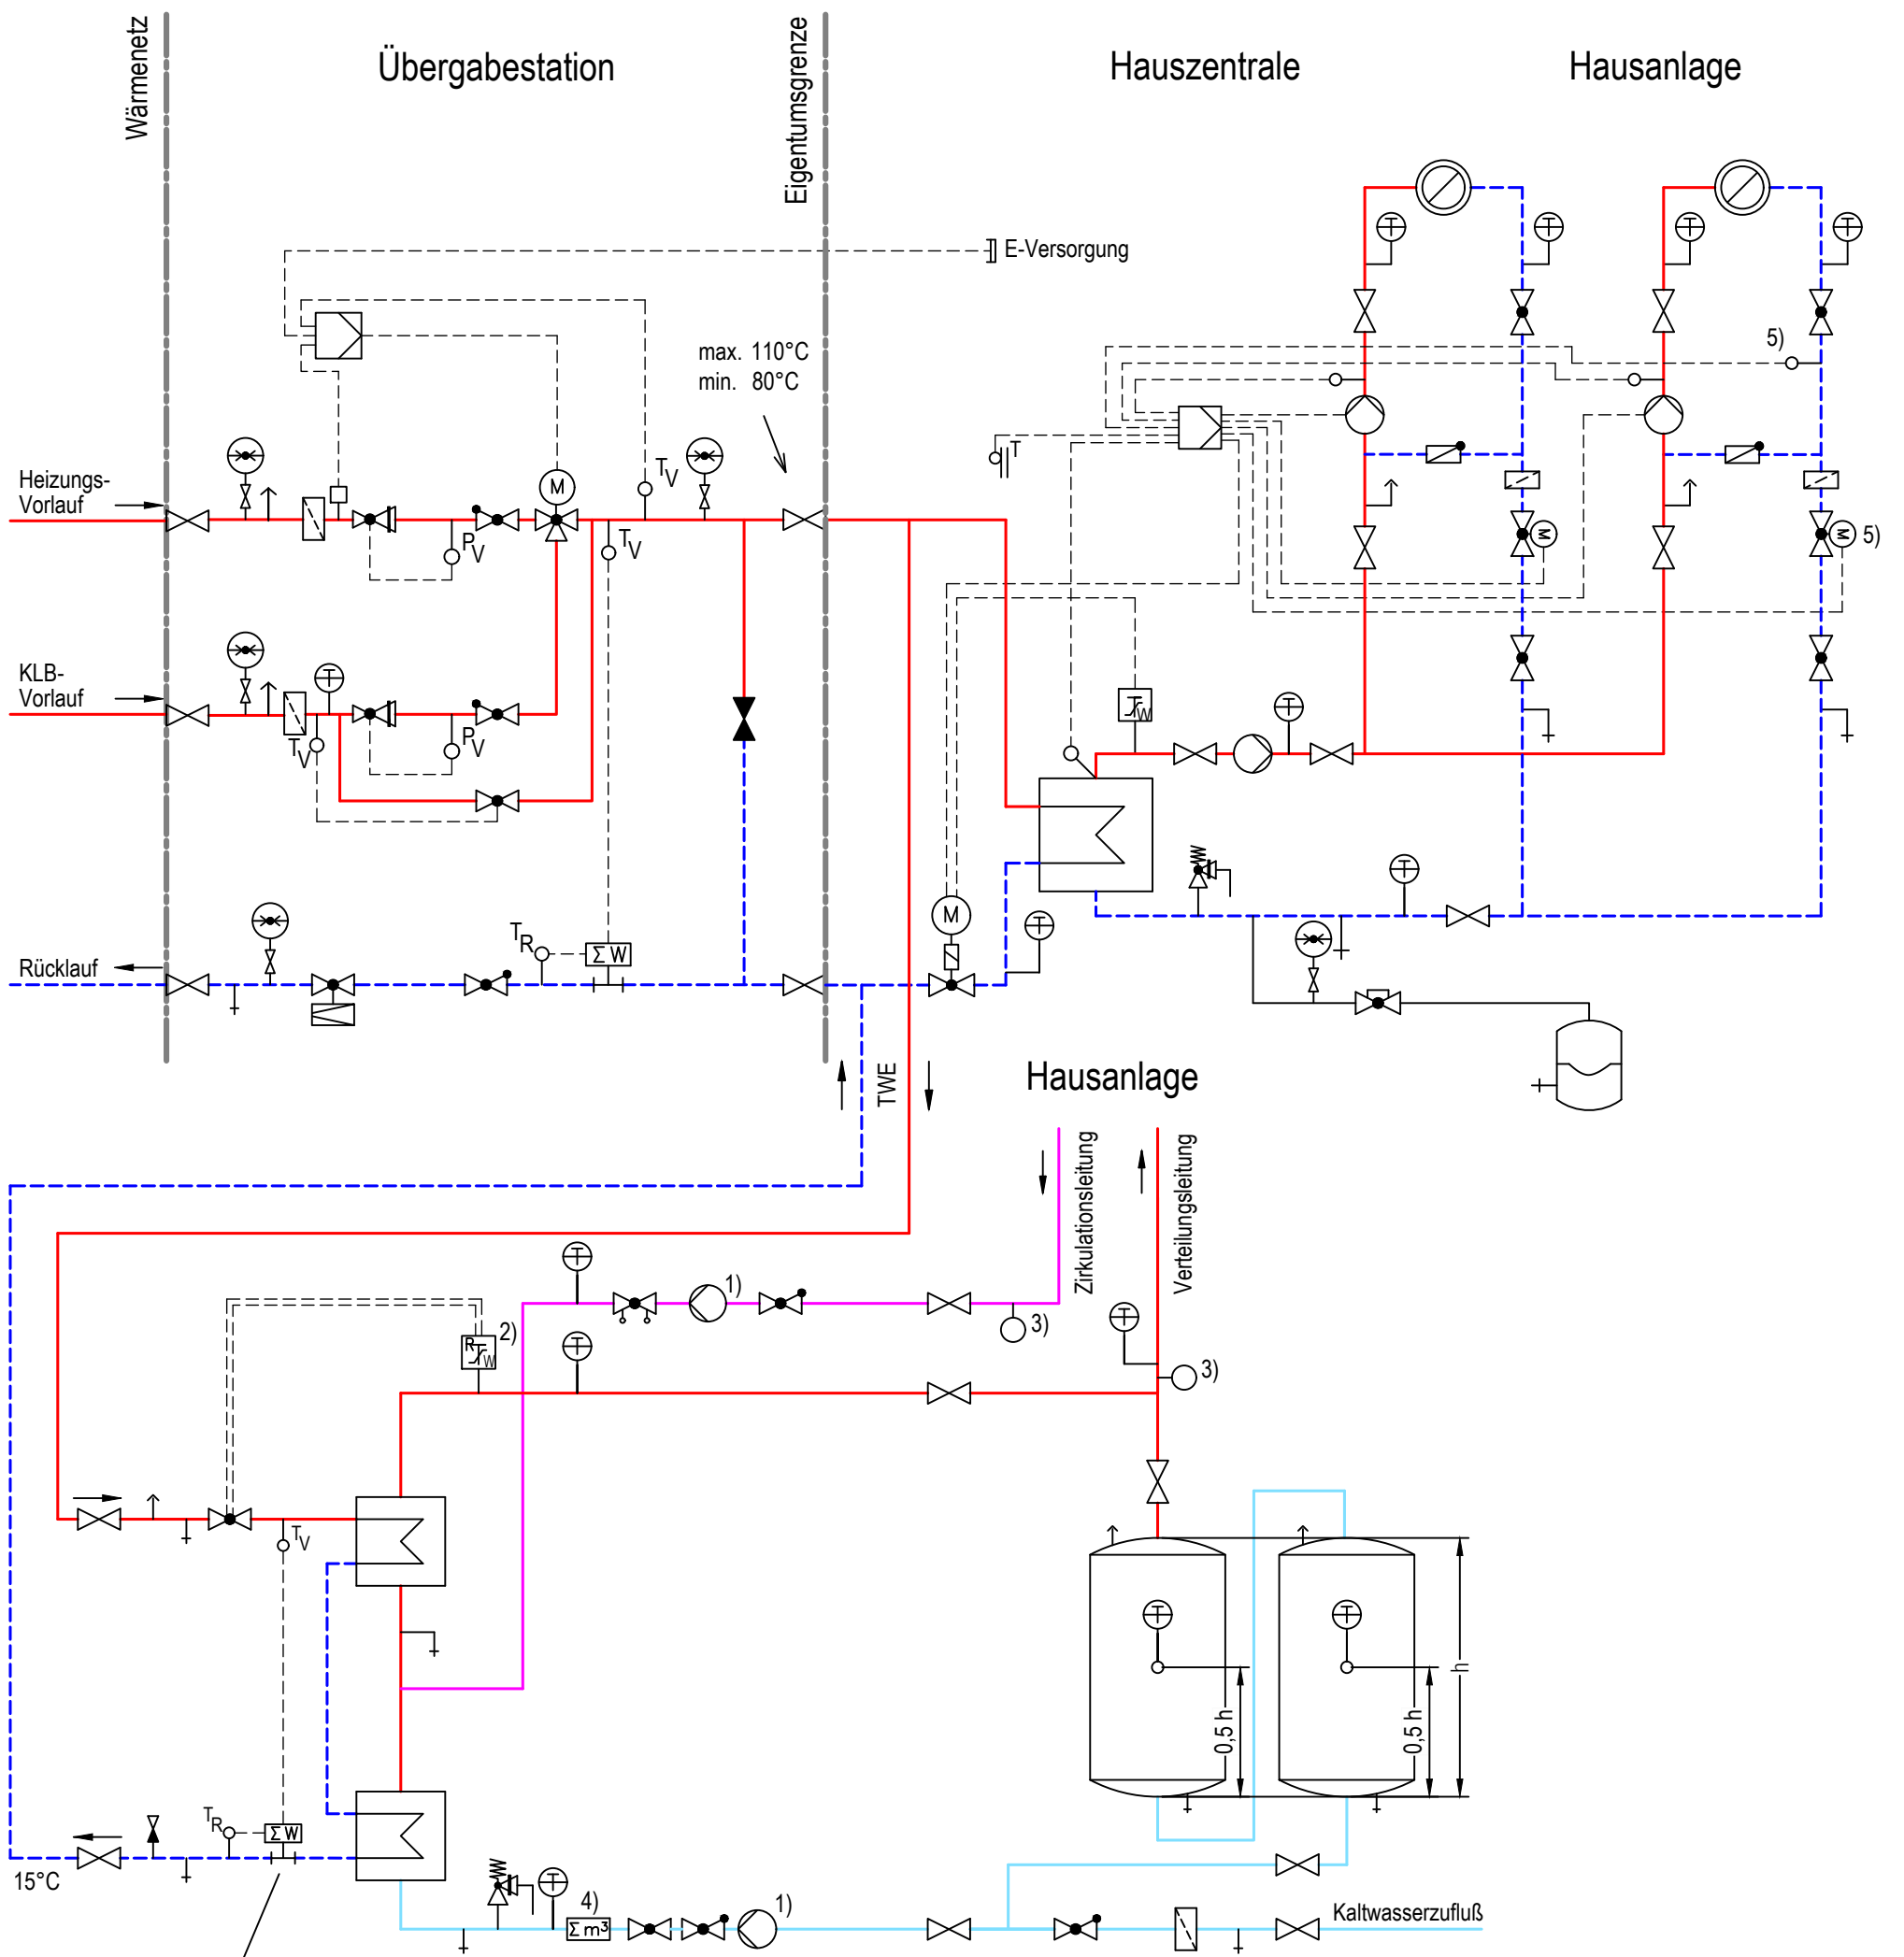 Wärmenetz
Übergabestation
Eigentumsgrenze
Hauszentrale
Hausanlage
E-Versorgung
max. 110°C
min. 80°C
5)
T
Heizungs-
Vorlauf
M
TV
PV
TV
M
M
5)
KLB-
Vorlauf
T
TV
PV
T
T
T
T
T
W
T
T
Rücklauf
TR
Σ W
M
T
TWE
Hausanlage
Zirkulationsleitung
Verteilungsleitung
T
1)
3)
R
W
2)
T
T
3)
TV
T
T
h
0,5 h
0,5 h
15°C
TR
Σ W
T
4)
Σ m³
1)
Kaltwasserzufluß